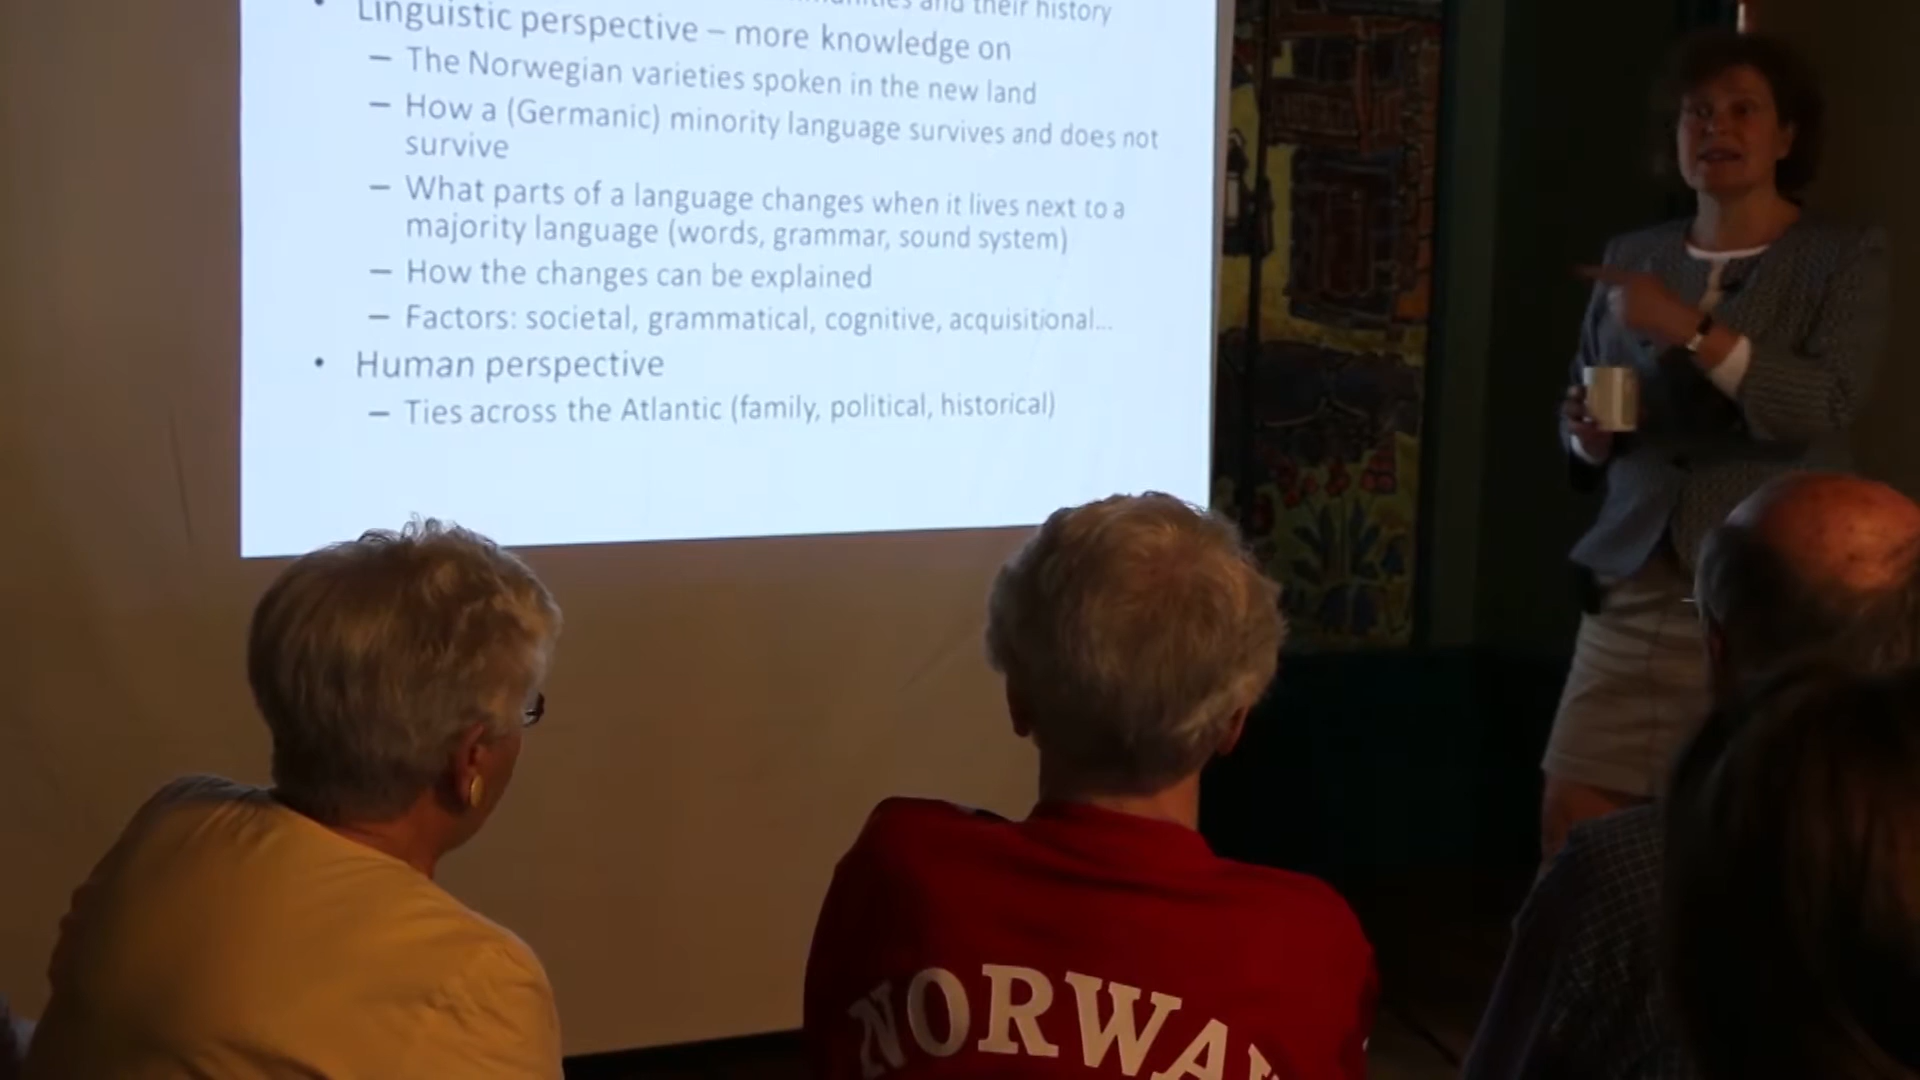 and their history
• Linguistic perspective – more knowledge on
– The Norwegian varieties spoken in the new land
– How a (Germanic) minority language survives and does not
survive
– What parts of a language changes when it lives next to a
majority language (words, grammar, sound system)
– How the changes can be explained
– Factors: societal, grammatical, cognitive, acquisitional...
• Human perspective
– Ties across the Atlantic (family, political, historical)
NORWA